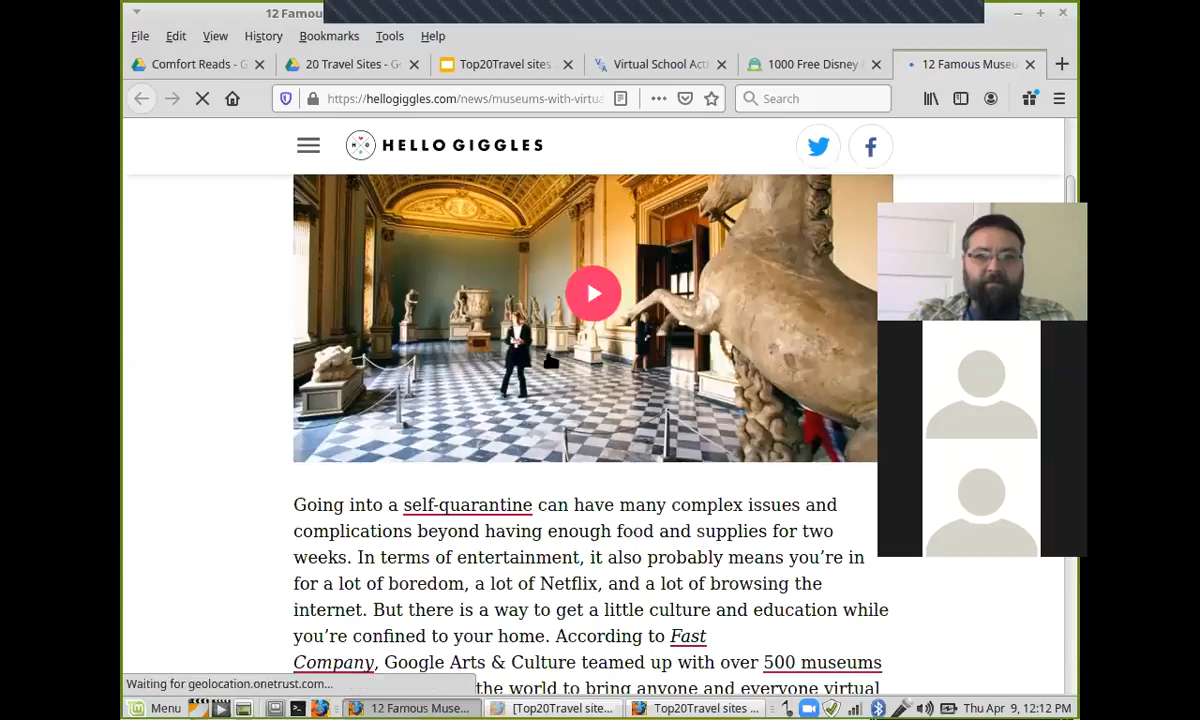 12 Famou
File Edit View History Bookmarks Tools Help
Comfort Reads - G
20 Travel Sites - G
Top20Travel sites
Virtual School Acti
1000 Free Disney
12 Famous Museu
https://hellogiggles.com/news/museums-with-virtua
Search
HELLO GIGGLES
Going into a self-quarantine can have many complex issues and
complications beyond having enough food and supplies for two
weeks. In terms of entertainment, it also probably means you’re in
for a lot of boredom, a lot of Netflix, and a lot of browsing the
internet. But there is a way to get a little culture and education while
you’re confined to your home. According to Fast
Company, Google Arts & Culture teamed up with over 500 museums
the world to bring anyone and everyone virtual
Waiting for geolocation.onetrust.com...
Menu
12 Famous Muse...
[Top20Travel site...
Top20Travel sites ...
Thu Apr 9, 12:12 PM